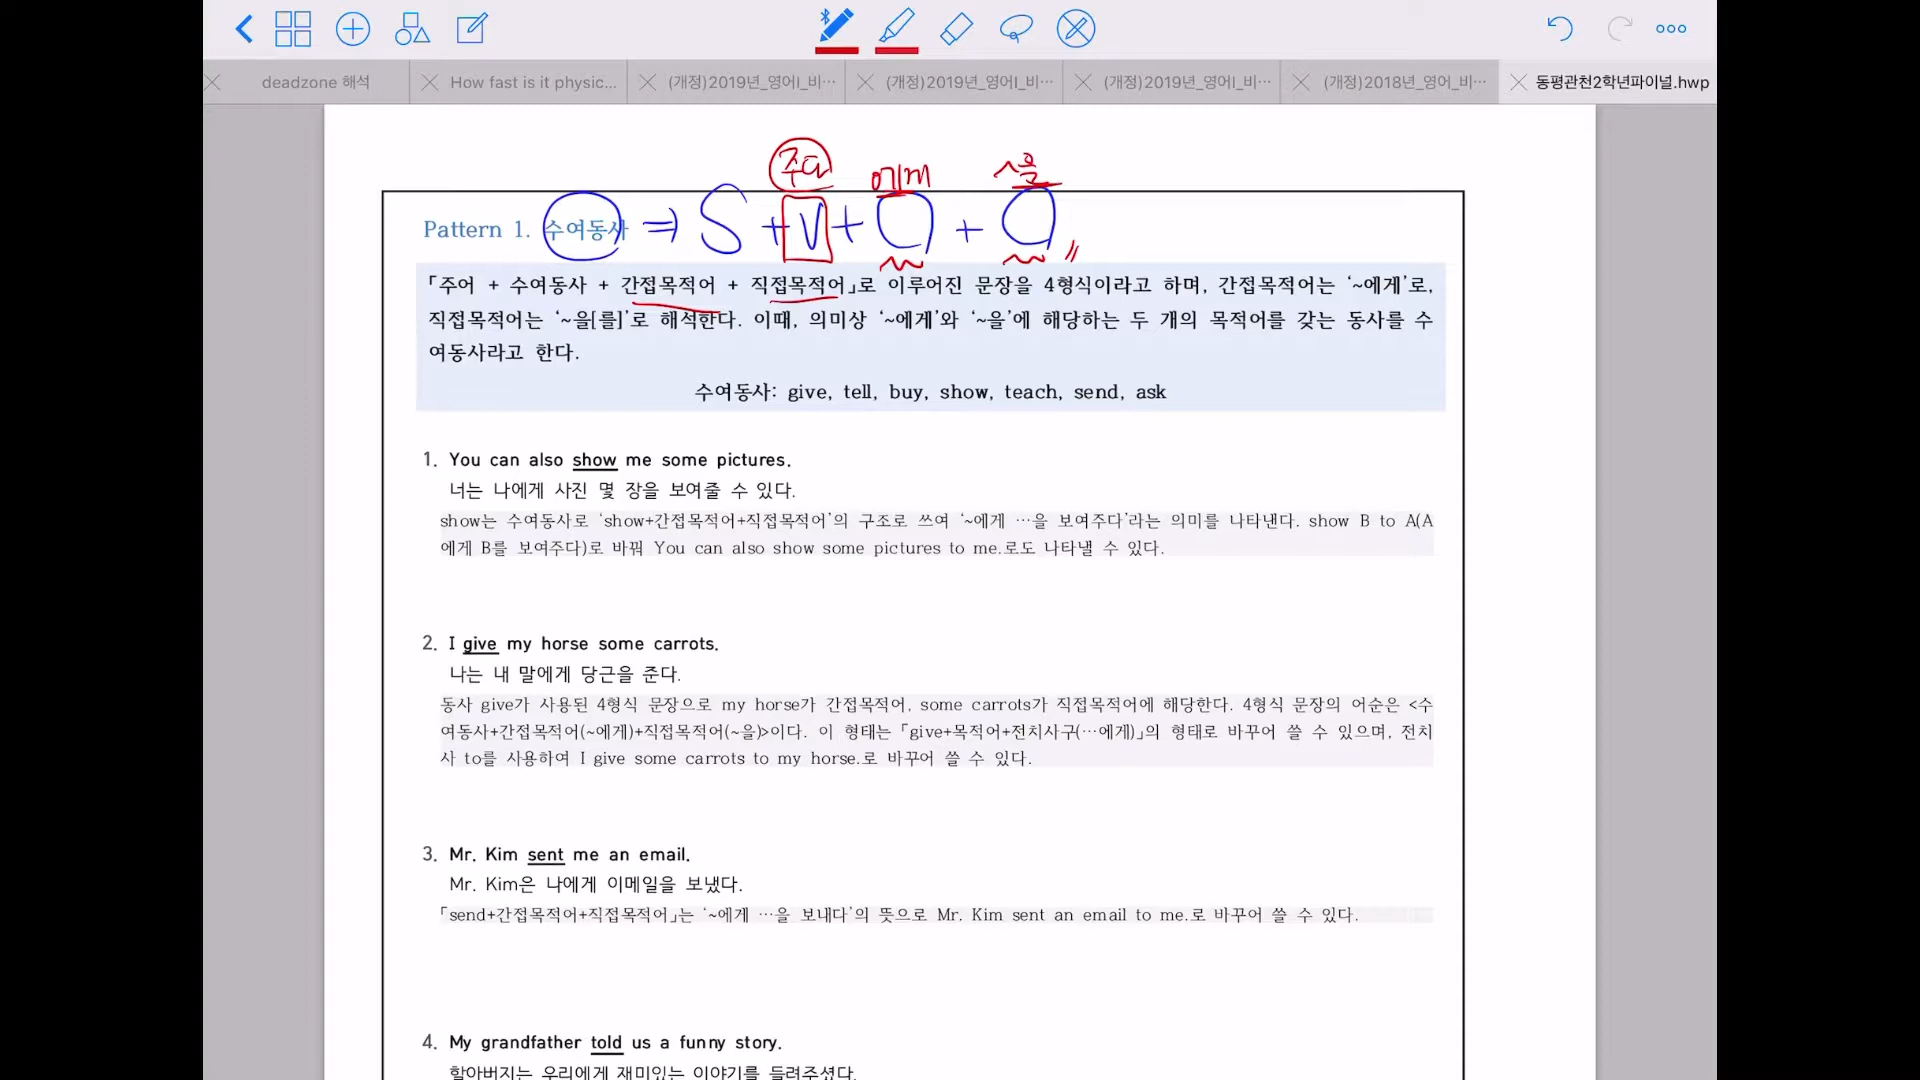 deadzone 해석
How fast is it physic...
(개정)2019년_영어I_비...
(개정)2019년_영어I_비...
(개정)2019년_영어I_비...
(개정)2018년_영어_비...
동평관천2학년파이널.hwp
주다 에게 ~을
Pattern 1. 수여동사 ⇒ S + V + O + O
「주어 + 수여동사 + 간접목적어 + 직접목적어」로 이루어진 문장을 4형식이라고 하며, 간접목적어는 '~에게'로,
직접목적어는 '~을[를]'로 해석한다. 이때, 의미상 '~에게'와 '~을'에 해당하는 두 개의 목적어를 갖는 동사를 수
여동사라고 한다.
수여동사: give, tell, buy, show, teach, send, ask
1. You can also show me some pictures.
너는 나에게 사진 몇 장을 보여줄 수 있다.
show는 수여동사로 'show+간접목적어+직접목적어'의 구조로 쓰여 '~에게 …을 보여주다'라는 의미를 나타낸다. show B to A(A
에게 B를 보여주다)로 바꿔 You can also show some pictures to me.로도 나타낼 수 있다.
2. I give my horse some carrots.
나는 내 말에게 당근을 준다.
동사 give가 사용된 4형식 문장으로 my horse가 간접목적어, some carrots가 직접목적어에 해당한다. 4형식 문장의 어순은 <수
여동사+간접목적어(~에게)+직접목적어(~을)>이다. 이 형태는 「give+목적어+전치사구(…에게)」의 형태로 바꾸어 쓸 수 있으며, 전치
사 to를 사용하여 I give some carrots to my horse.로 바꾸어 쓸 수 있다.
3. Mr. Kim sent me an email.
Mr. Kim은 나에게 이메일을 보냈다.
「send+간접목적어+직접목적어」는 '~에게 …을 보내다'의 뜻으로 Mr. Kim sent an email to me.로 바꾸어 쓸 수 있다.
4. My grandfather told us a funny story.
할아버지는 우리에게 재미있는 이야기를 들려주셨다.